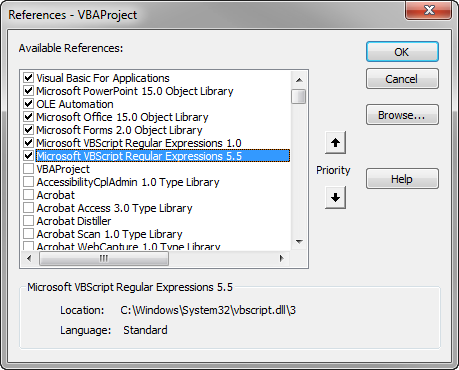 References - VBAProject
Available References:
OK
Visual Basic For Applications
Microsoft PowerPoint 15.0 Object Library
OLE Automation
Microsoft Office 15.0 Object Library
Microsoft Forms 2.0 Object Library
Microsoft VBScript Regular Expressions 1.0
Microsoft VBScript Regular Expressions 5.5
VBAProject
AccessibilityCplAdmin 1.0 Type Library
Acrobat
Acrobat Access 3.0 Type Library
Acrobat Distiller
Acrobat Scan 1.0 Type Library
Acrobat WebCapture 1.0 Type Library
Cancel
Browse...
Priority
Help
Microsoft VBScript Regular Expressions 5.5
Location: C:\Windows\System32\vbscript.dll\3
Language: Standard